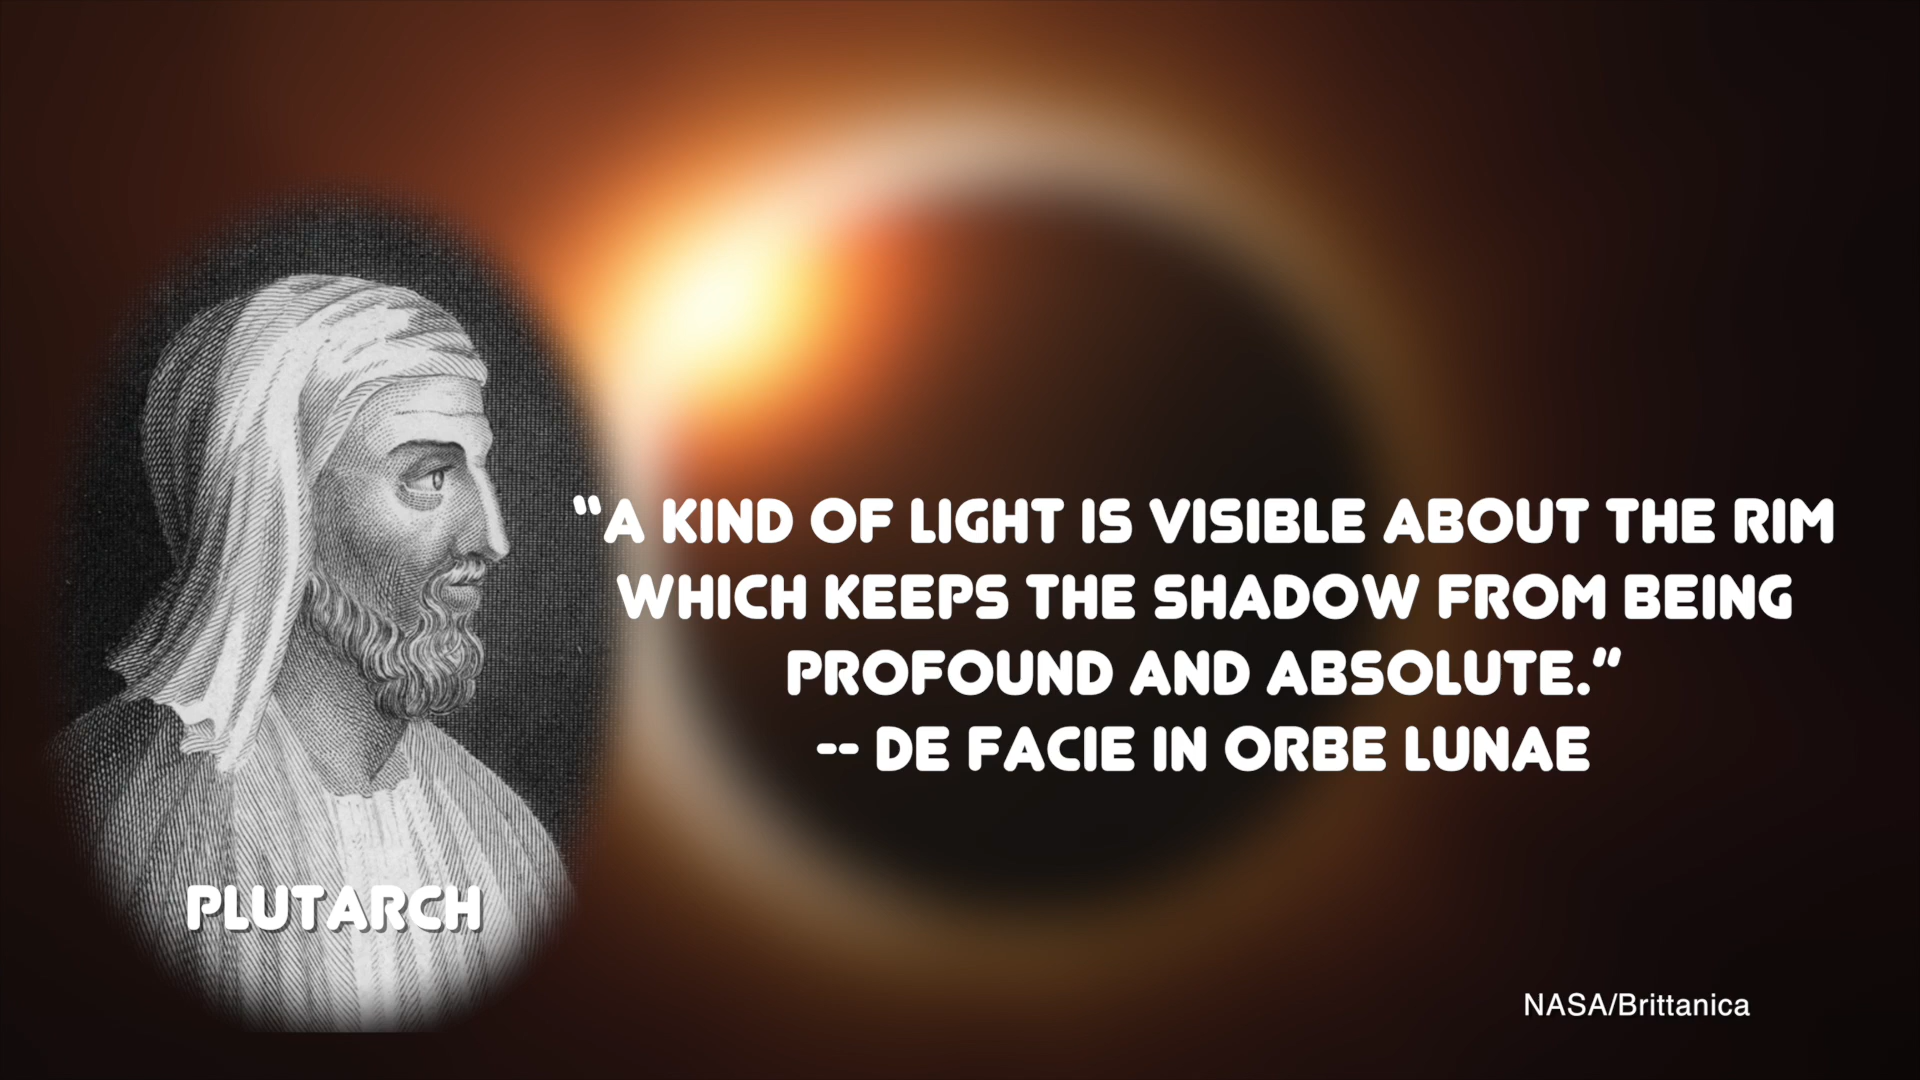 “A KIND OF LIGHT IS VISIBLE ABOUT THE RIM
WHICH KEEPS THE SHADOW FROM BEING
PROFOUND AND ABSOLUTE.”
-- DE FACIE IN ORBE LUNAE
PLUTARCH
NASA/Brittanica